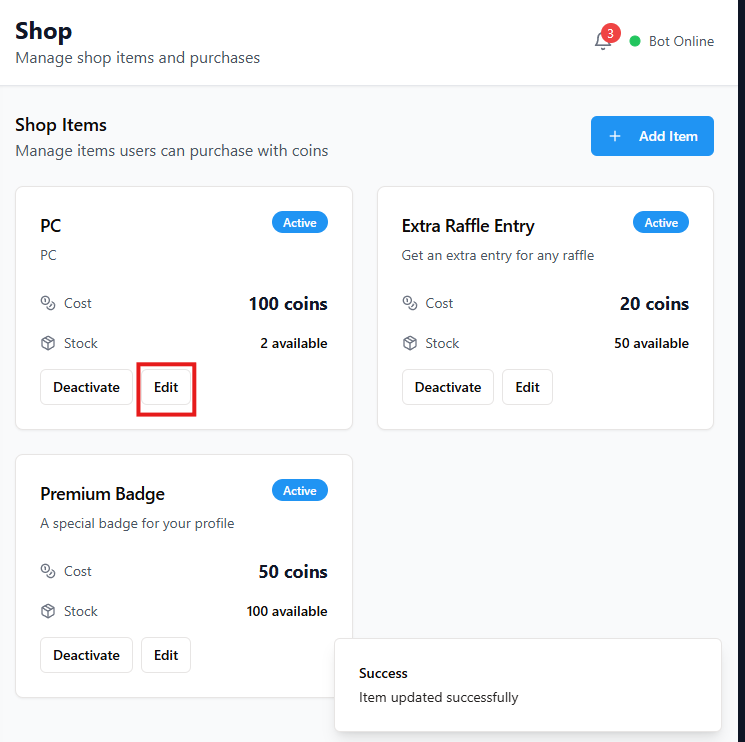 Shop
Manage shop items and purchases
3
Bot Online
Shop Items
Manage items users can purchase with coins
+ Add Item
PC
Active
PC
Cost
100 coins
Stock
2 available
Deactivate
Edit
Extra Raffle Entry
Active
Get an extra entry for any raffle
Cost
20 coins
Stock
50 available
Deactivate
Edit
Premium Badge
Active
A special badge for your profile
Cost
50 coins
Stock
100 available
Deactivate
Edit
Success
Item updated successfully